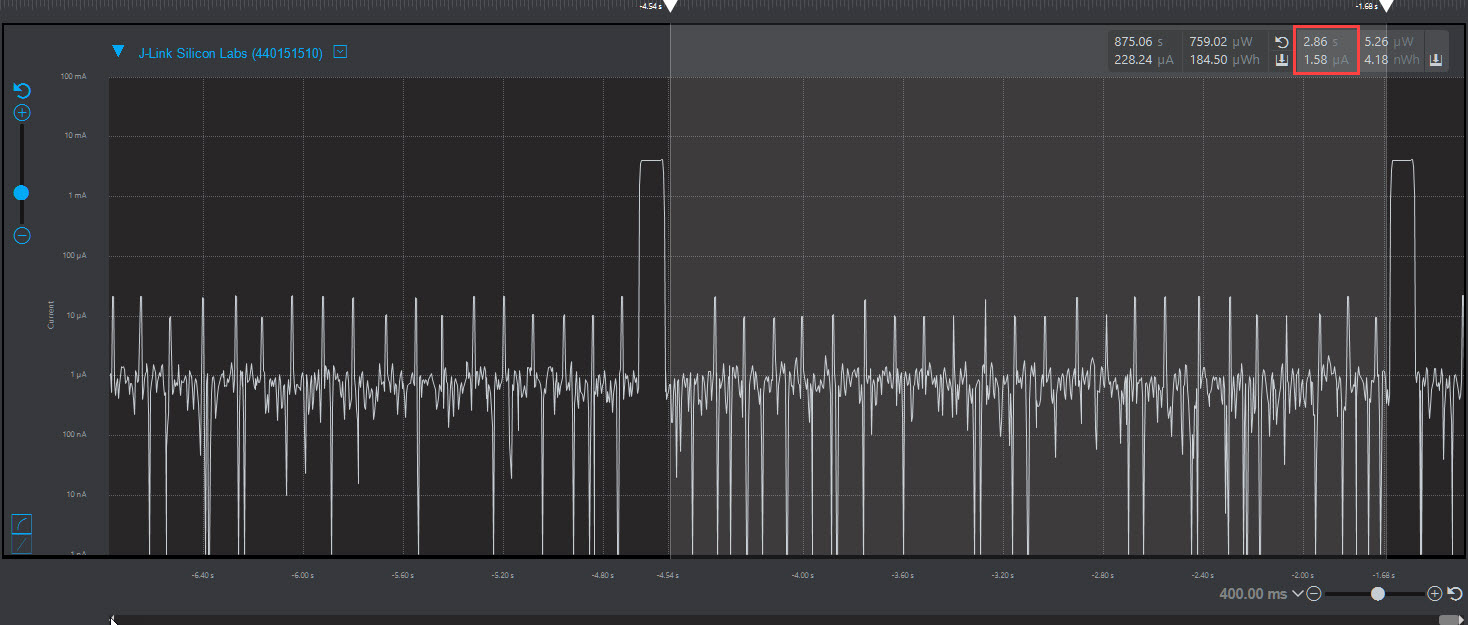 -4.54 s -1.68 s
J-Link Silicon Labs (440151510)
875.06 s 759.02 µW 2.86 s 5.26 µW
228.24 µA 184.50 µWh 1.58 µA 4.18 nWh
100 mA
10 mA
1 mA
100 µA
Current
10 µA
1 µA
100 nA
10 nA
1 nA
-6.40 s -6.00 s -5.60 s -5.20 s -4.80 s -4.54 s -4.00 s -3.60 s -3.20 s -2.80 s -2.40 s -2.00 s -1.68 s
400.00 ms